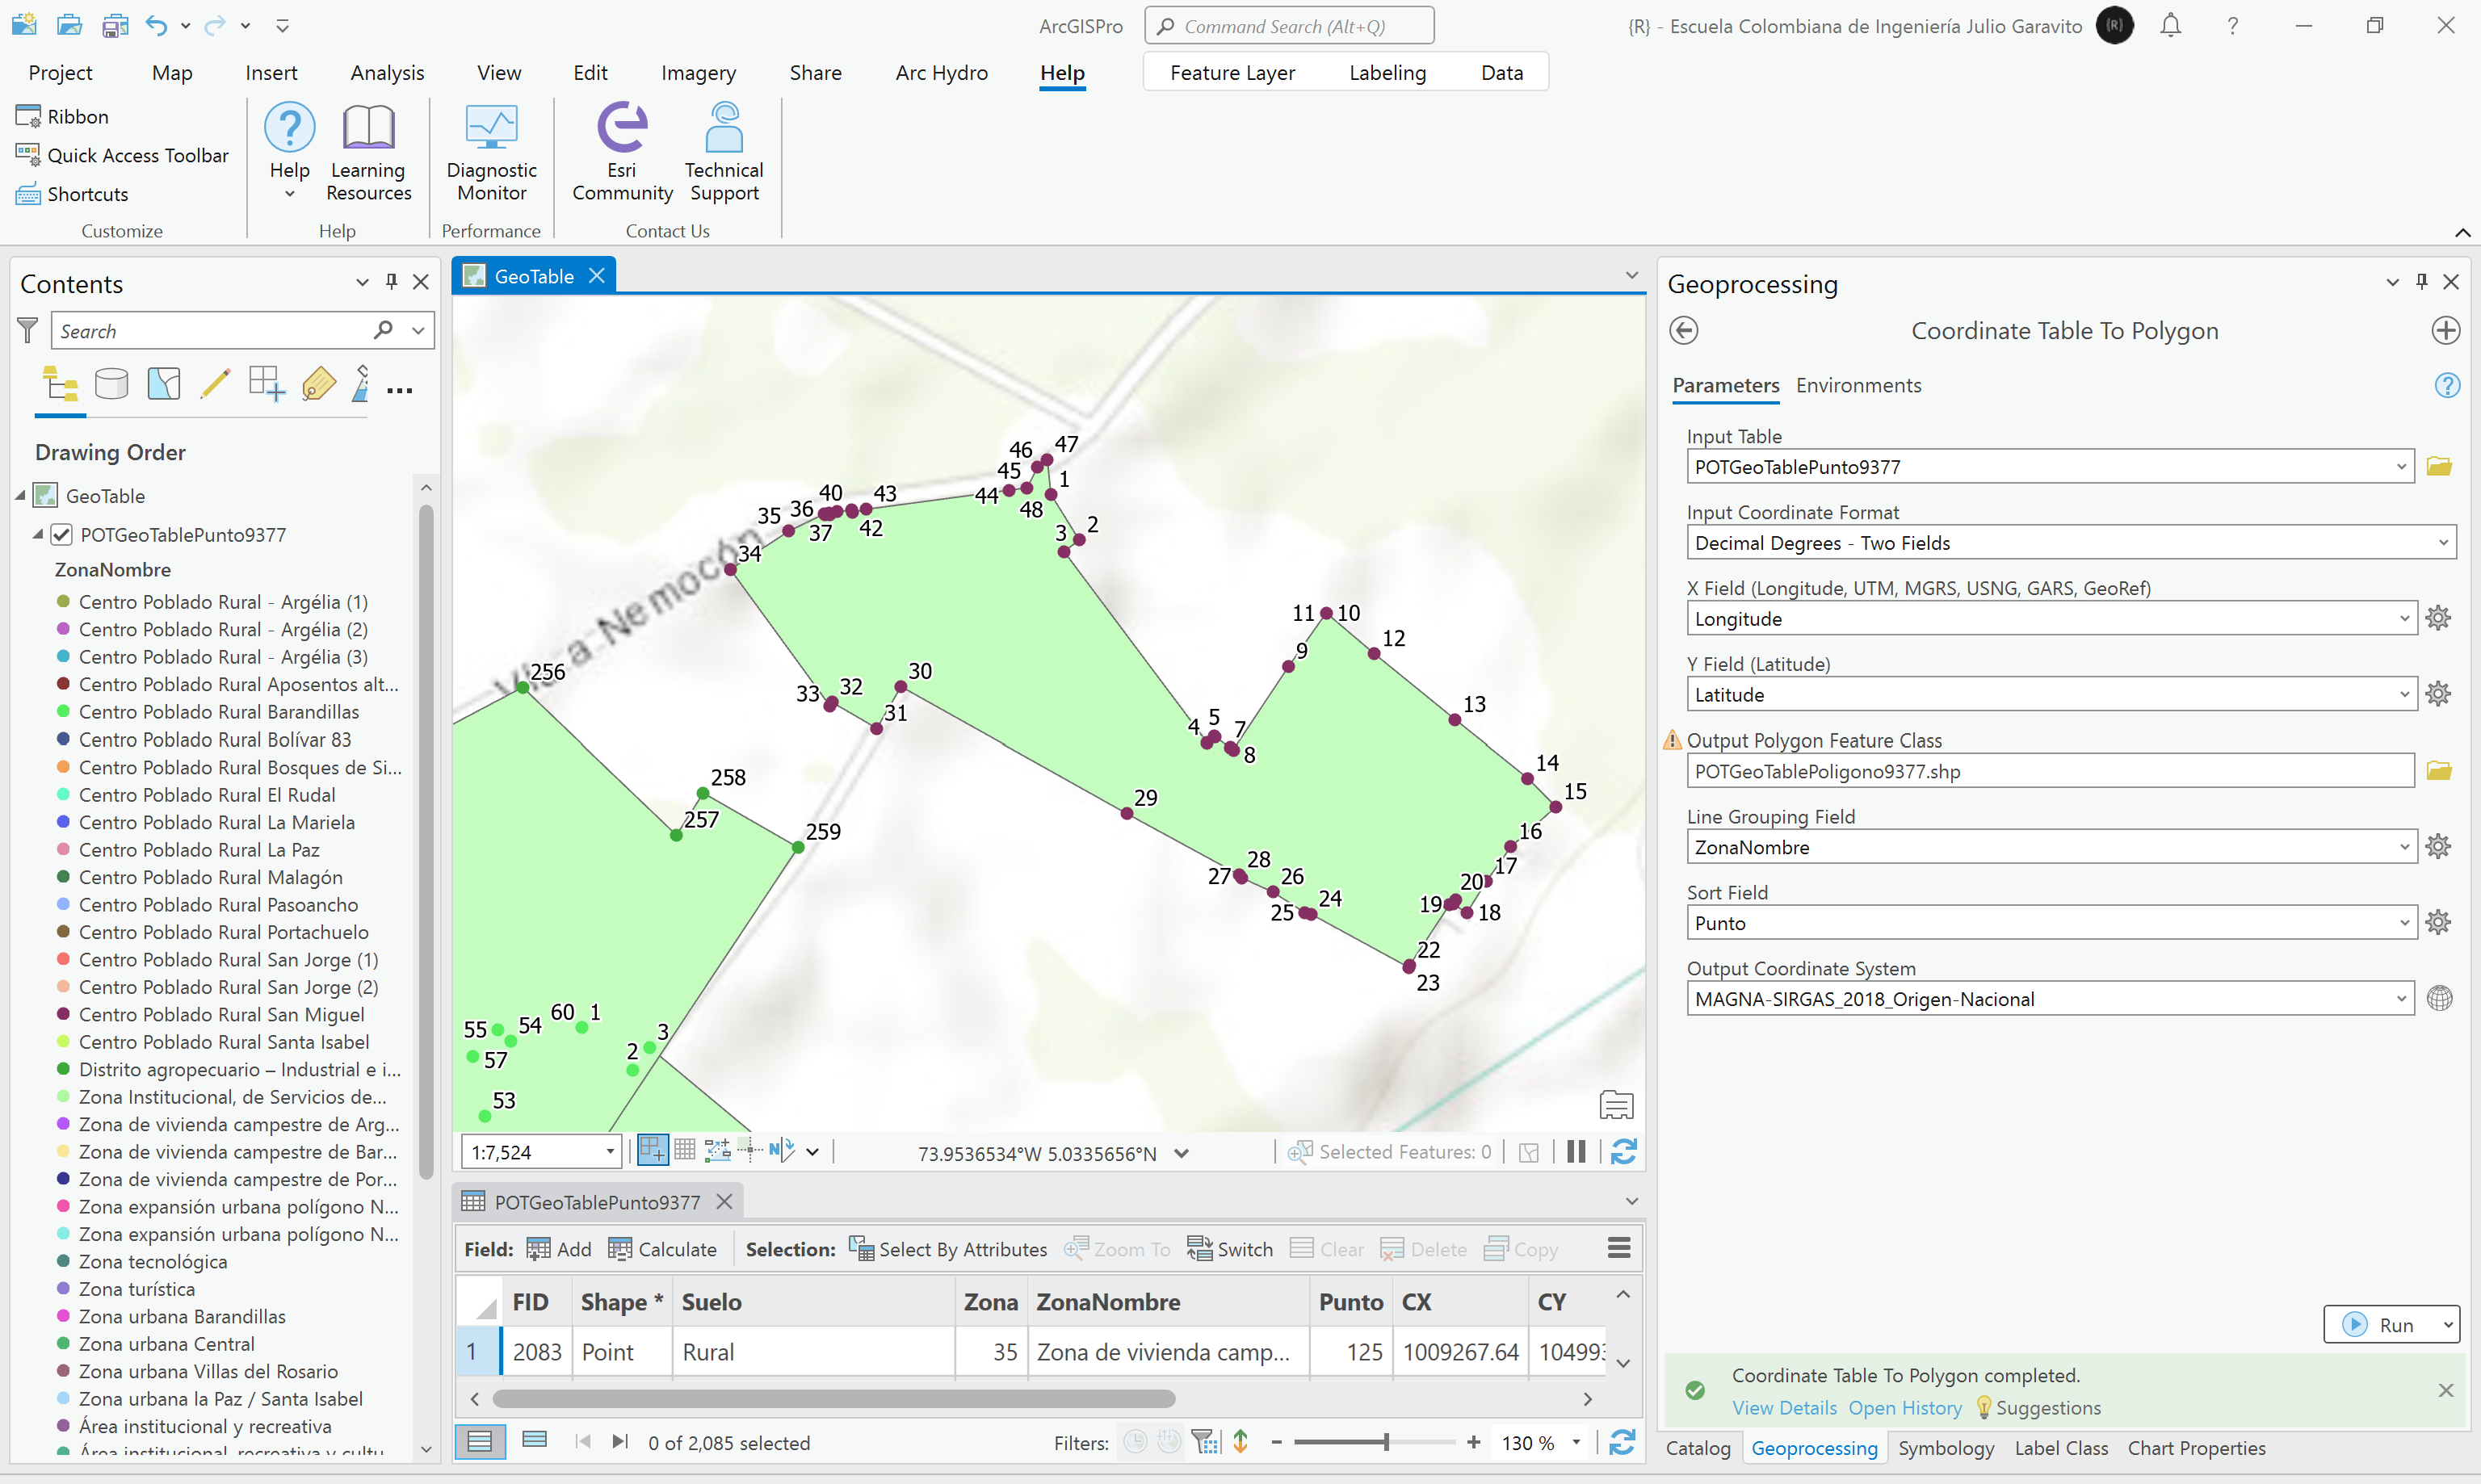 ArcGISPro
Command Search (Alt+Q)
{R} - Escuela Colombiana de Ingeniería Julio Garavito
{R}
Project Map Insert Analysis View Edit Imagery Share Arc Hydro Help Feature Layer Labeling Data
Ribbon
Quick Access Toolbar
Shortcuts
Customize
Help
Learning Resources
Help
Diagnostic Monitor
Performance
Esri Community
Technical Support
Contact Us
Contents
Search
Drawing Order
GeoTable
POTGeoTablePunto9377
ZonaNombre
Centro Poblado Rural - Argélia (1)
Centro Poblado Rural - Argélia (2)
Centro Poblado Rural - Argélia (3)
Centro Poblado Rural Aposentos alt...
Centro Poblado Rural Barandillas
Centro Poblado Rural Bolívar 83
Centro Poblado Rural Bosques de Si...
Centro Poblado Rural El Rudal
Centro Poblado Rural La Mariela
Centro Poblado Rural La Paz
Centro Poblado Rural Malagón
Centro Poblado Rural Pasoancho
Centro Poblado Rural Portachuelo
Centro Poblado Rural San Jorge (1)
Centro Poblado Rural San Jorge (2)
Centro Poblado Rural San Miguel
Centro Poblado Rural Santa Isabel
Distrito agropecuario – Industrial e i...
Zona Institucional, de Servicios de...
Zona de vivienda campestre de Arg...
Zona de vivienda campestre de Bar...
Zona de vivienda campestre de Por...
Zona expansión urbana polígono N...
Zona expansión urbana polígono N...
Zona tecnológica
Zona turística
Zona urbana Barandillas
Zona urbana Central
Zona urbana Villas del Rosario
Zona urbana la Paz / Santa Isabel
Área institucional y recreativa
Área institucional, recreativa y cultu
GeoTable
47
46
45
1
44
48
40
43
36
35
37
42
2
3
34
Nemocón
11 10
12
9
256
30
32
33
31
13
5
4
7
8
14
258
15
29
257
259
16
28
17
27
26
20
24
19
25
18
22
23
60 1
55 54
3
57
2
53
1:7,524
N
73.9536534°W 5.0335656°N
Selected Features: 0
POTGeoTablePunto9377
Field: Add Calculate Selection: Select By Attributes Zoom To Switch Clear Delete Copy
FID Shape * Suelo Zona ZonaNombre Punto CX CY
1 2083 Point Rural 35 Zona de vivienda camp... 125 1009267.64 10499
0 of 2,085 selected
Filters:
130 %
Geoprocessing
Coordinate Table To Polygon
Parameters Environments
Input Table
POTGeoTablePunto9377
Input Coordinate Format
Decimal Degrees - Two Fields
X Field (Longitude, UTM, MGRS, USNG, GARS, GeoRef)
Longitude
Y Field (Latitude)
Latitude
Output Polygon Feature Class
POTGeoTablePoligono9377.shp
Line Grouping Field
ZonaNombre
Sort Field
Punto
Output Coordinate System
MAGNA-SIRGAS_2018_Origen-Nacional
Run
Coordinate Table To Polygon completed.
View Details Open History Suggestions
Catalog Geoprocessing Symbology Label Class Chart Properties